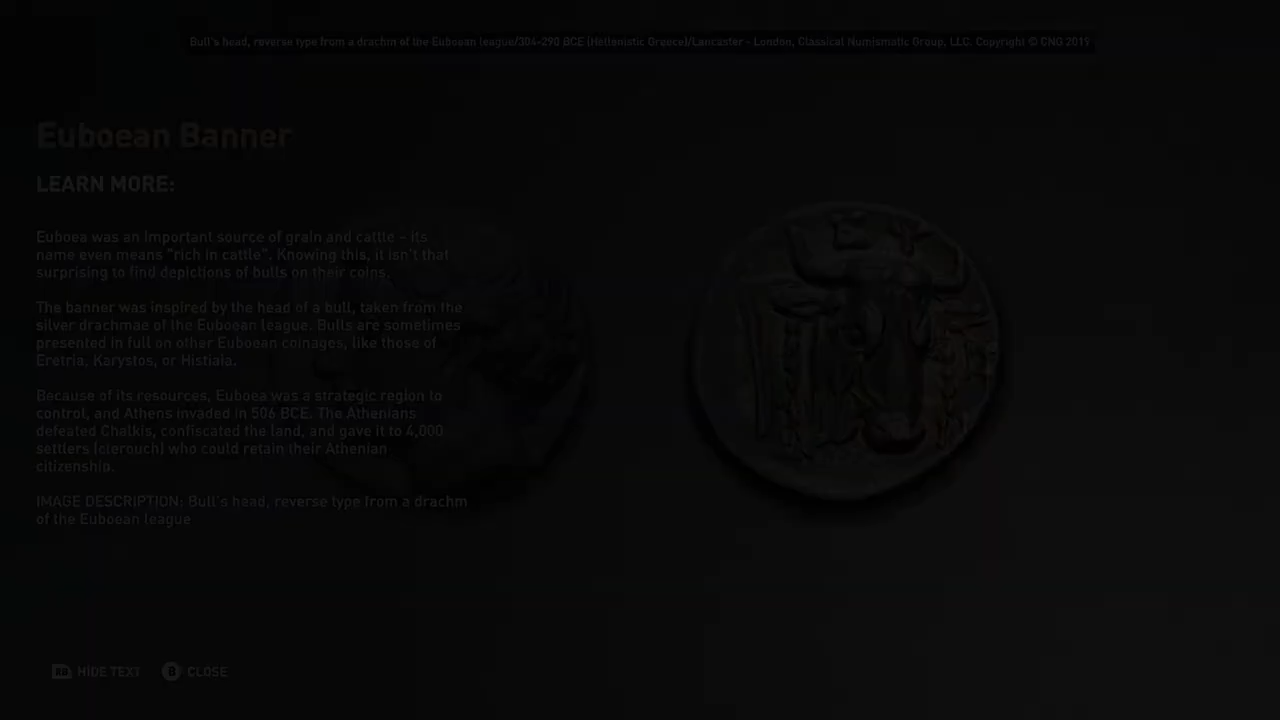 Bull's head, reverse type from a drachm of the Euboean league/304-290 BCE (Hellenistic Greece)/Lancaster - London, Classical Numismatic Group, LLC. Copyright © CNG 2019
Euboean Banner
LEARN MORE:
Euboea was an important source of grain and cattle – its
name even means "rich in cattle". Knowing this, it isn't that
surprising to find depictions of bulls on their coins.
The banner was inspired by the head of a bull, taken from the
silver drachmae of the Euboean league. Bulls are sometimes
presented in full on other Euboean coinages, like those of
Eretria, Karystos, or Histiaia.
Because of its resources, Euboea was a strategic region to
control, and Athens invaded in 506 BCE. The Athenians
defeated Chalkis, confiscated the land, and gave it to 4,000
settlers (clerouch) who could retain their Athenian
citizenship.
IMAGE DESCRIPTION: Bull's head, reverse type from a drachm
of the Euboean league
RB HIDE TEXT B CLOSE